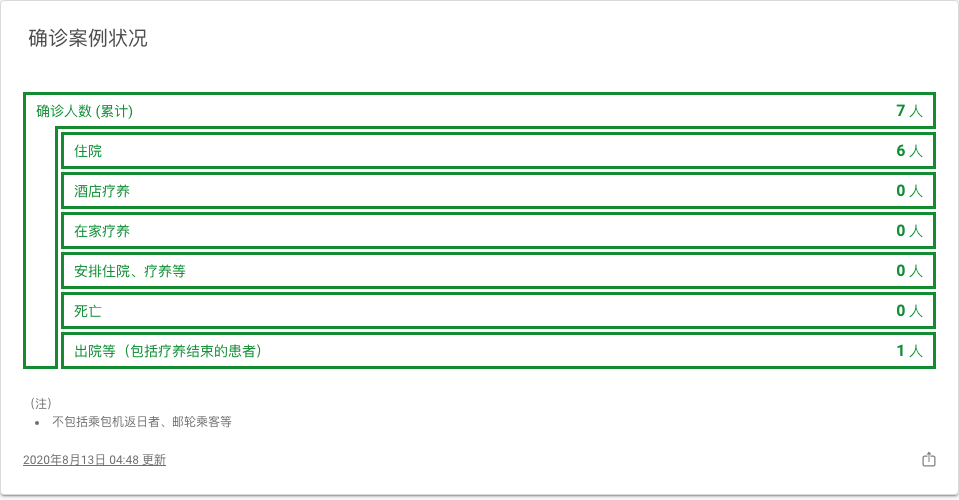 确诊案例状况
确诊人数 (累计) 7 人
住院 6 人
酒店疗养 0 人
在家疗养 0 人
安排住院、疗养等 0 人
死亡 0 人
出院等（包括疗养结束的患者） 1 人
（注）
• 不包括乘包机返日者、邮轮乘客等
2020年8月13日 04:48 更新